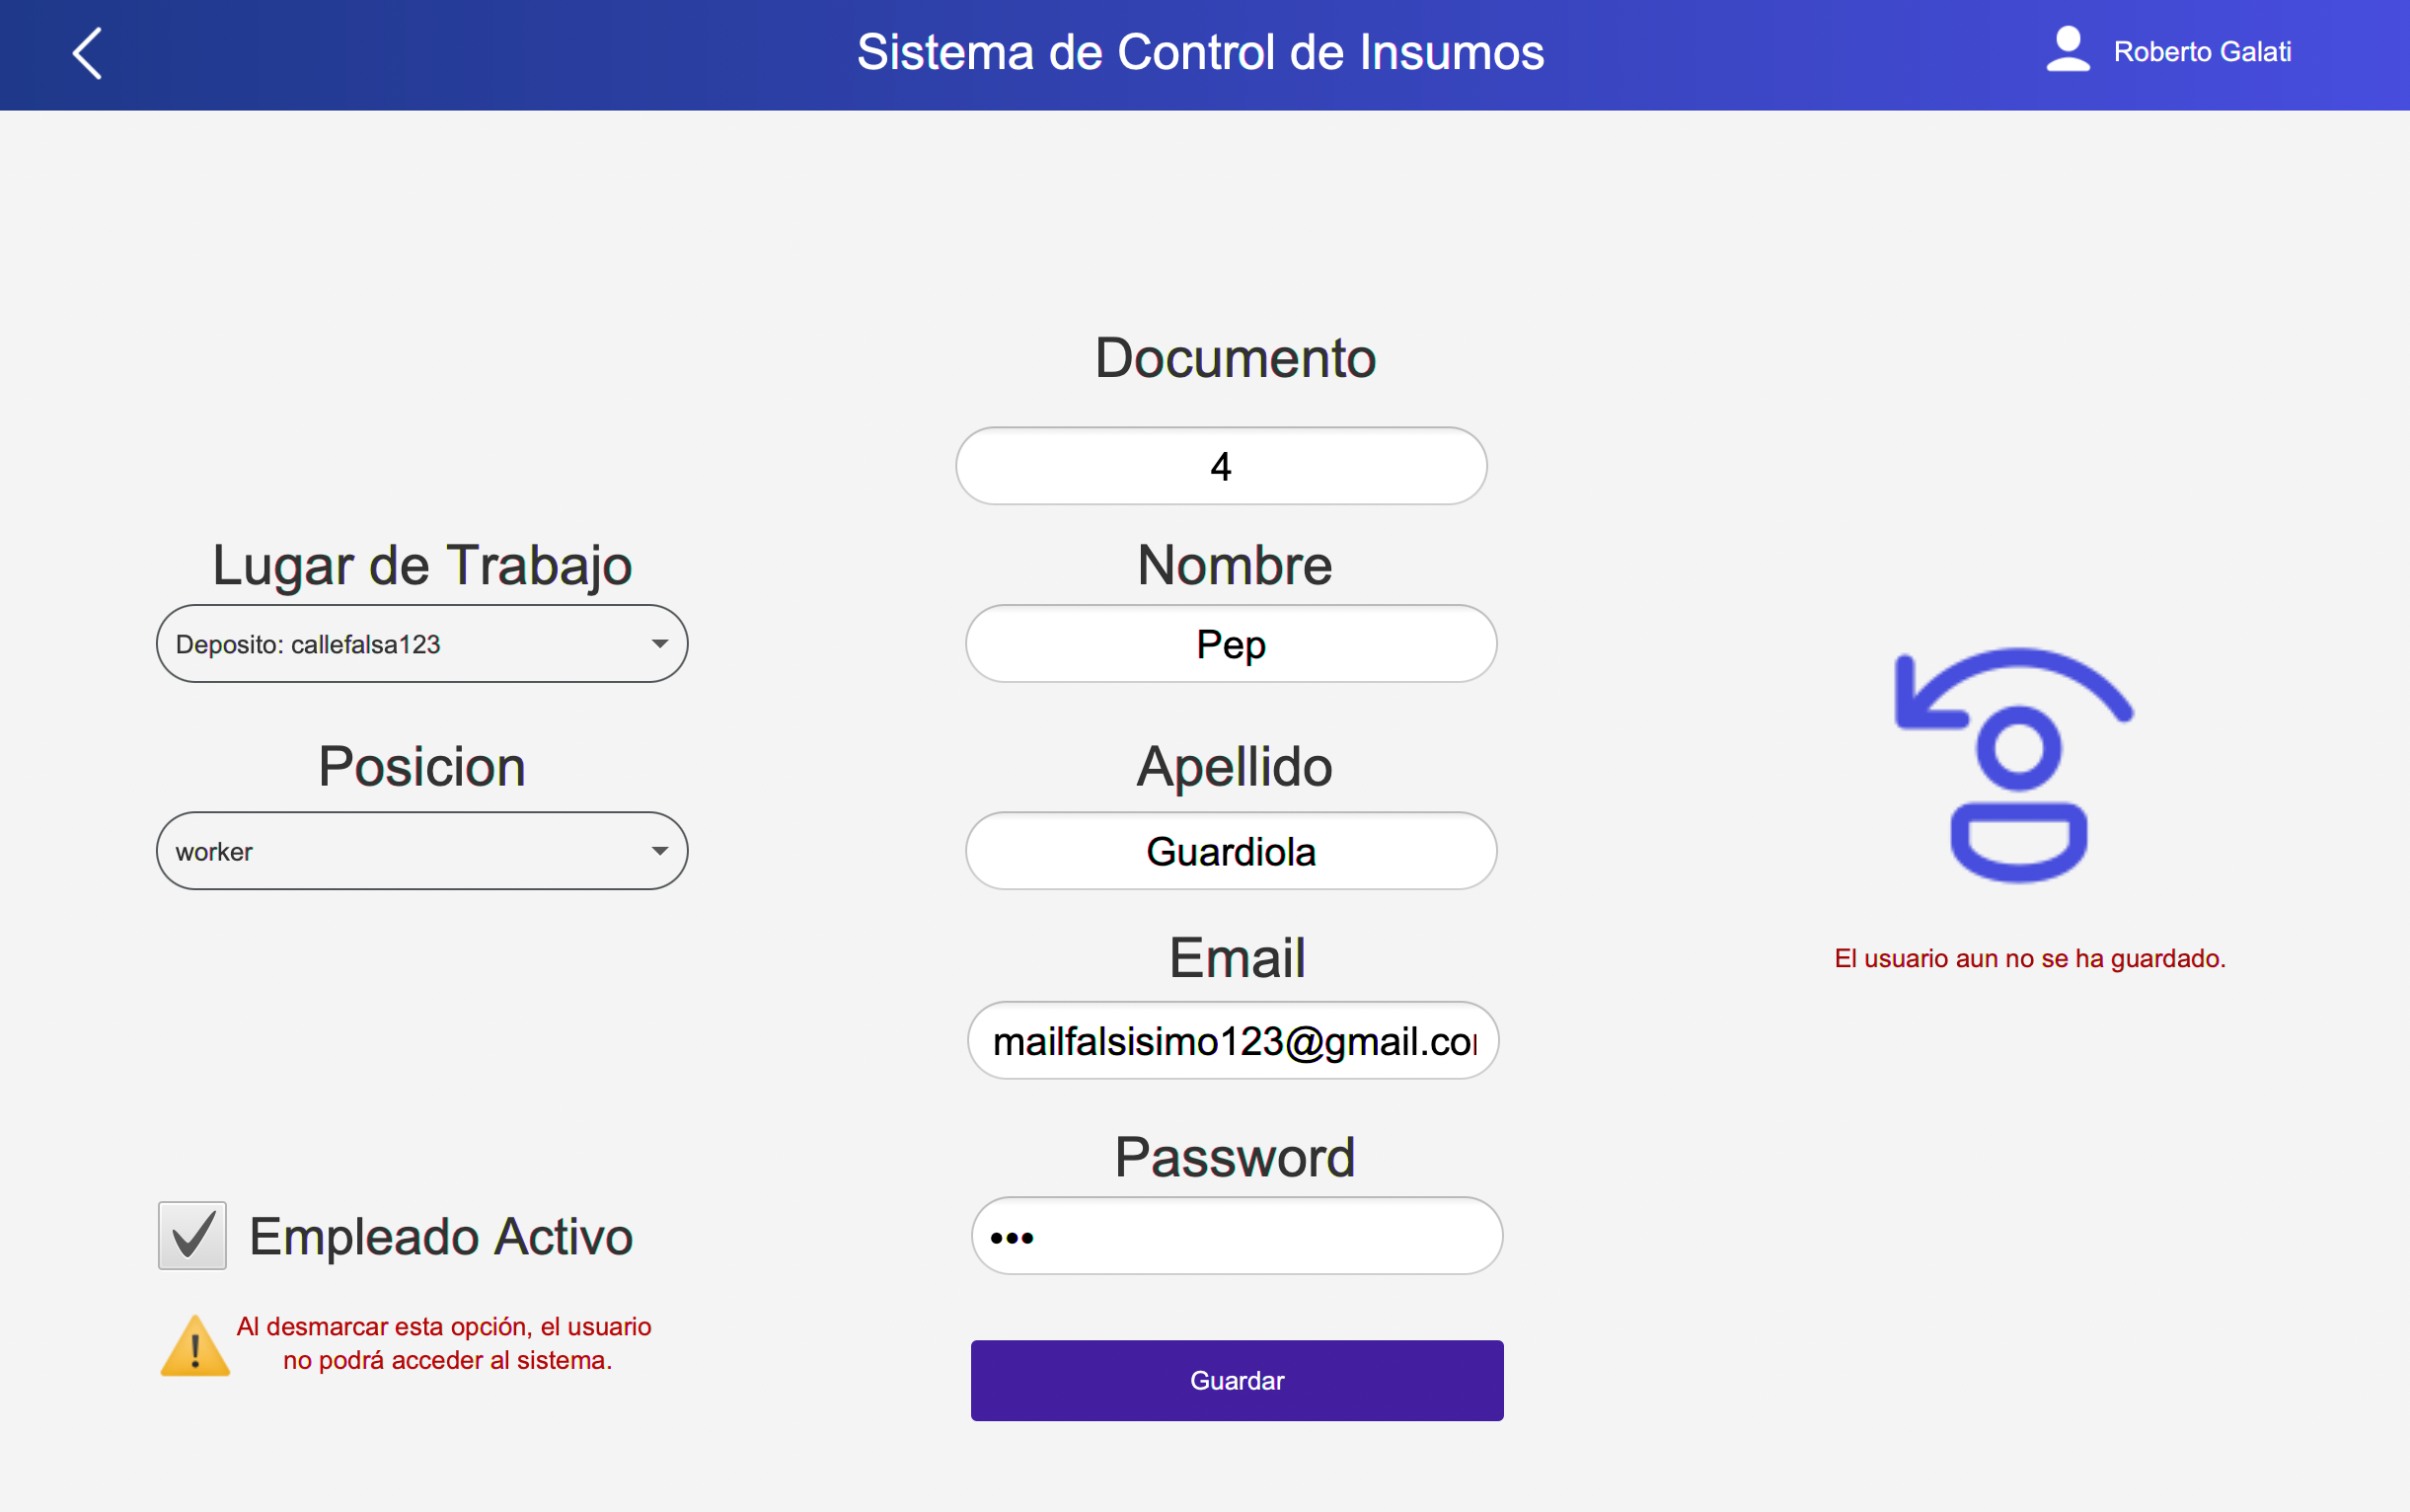 Sistema de Control de Insumos
Roberto Galati
Documento
4
Lugar de Trabajo
Deposito: callefalsa123
Nombre
Pep
Posicion
worker
Apellido
Guardiola
Email
mailfalsisimo123@gmail.co
El usuario aun no se ha guardado.
Password
•••
Empleado Activo
Al desmarcar esta opción, el usuario
no podrá acceder al sistema.
Guardar